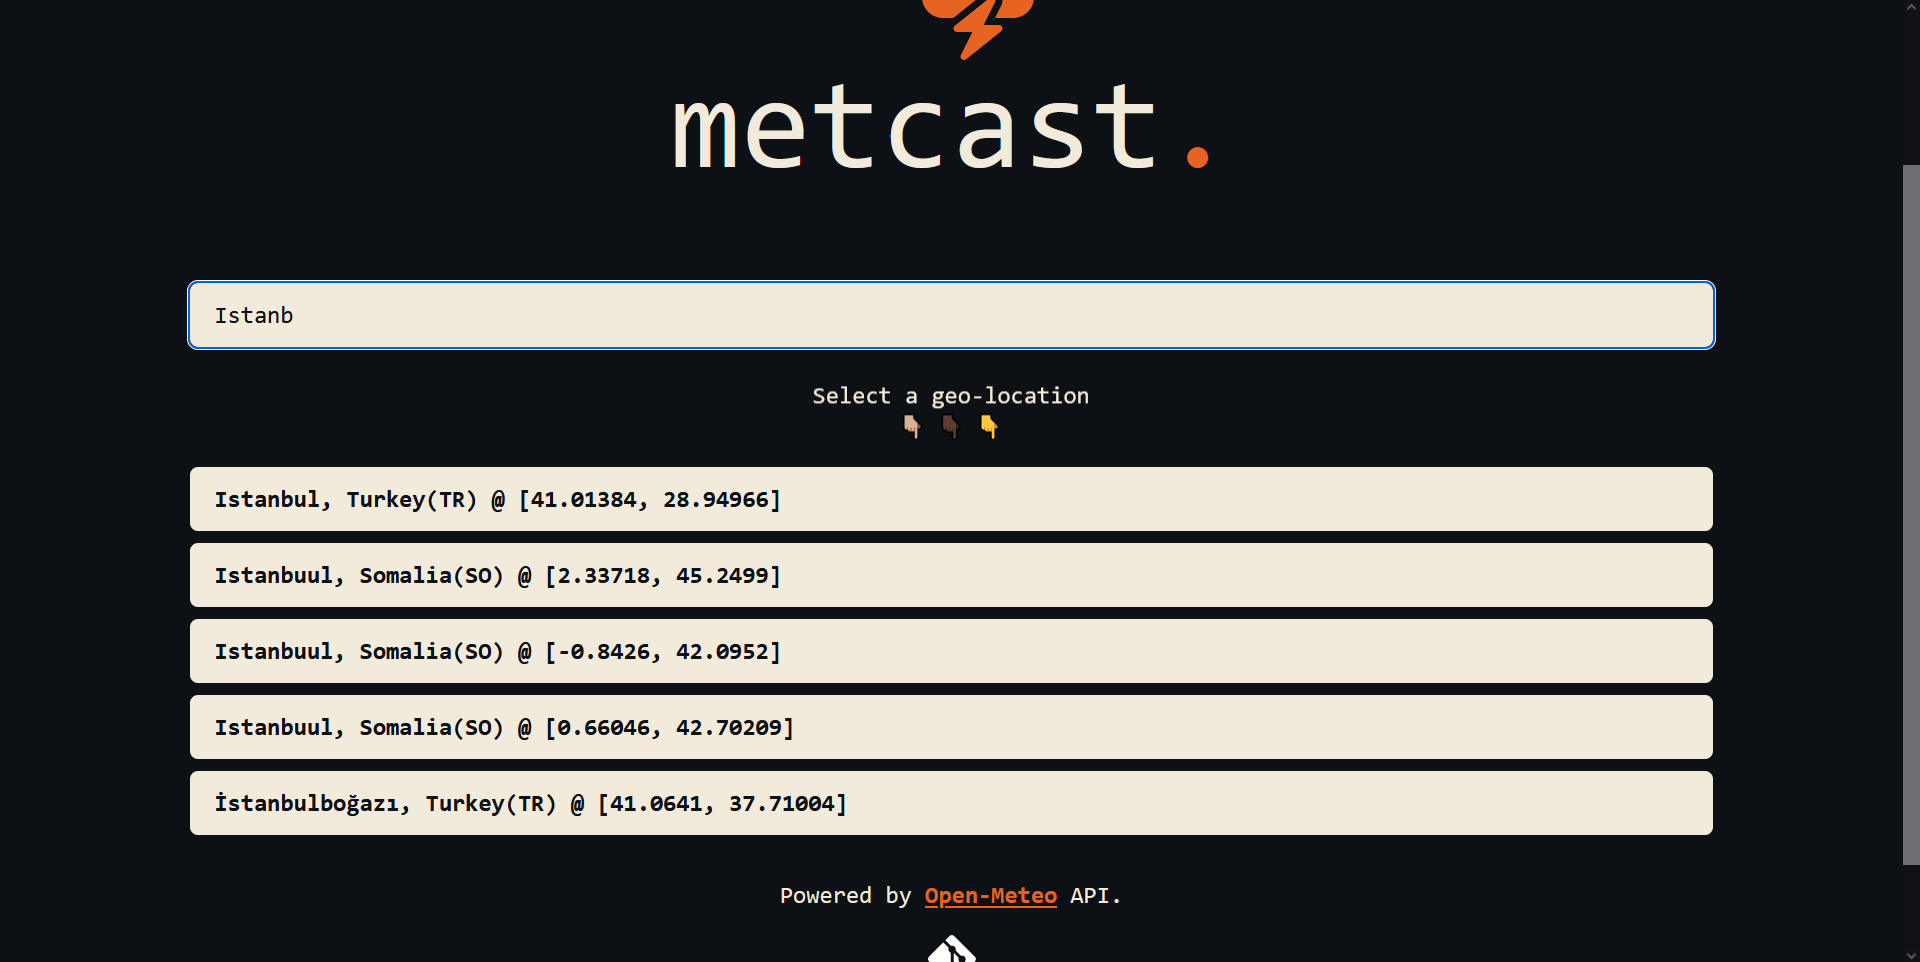 metcast.
Istanb
Select a geo-location
Istanbul, Turkey(TR) @ [41.01384, 28.94966]
Istanbuul, Somalia(SO) @ [2.33718, 45.2499]
Istanbuul, Somalia(SO) @ [-0.8426, 42.0952]
Istanbuul, Somalia(SO) @ [0.66046, 42.70209]
İstanbulboğazı, Turkey(TR) @ [41.0641, 37.71004]
Powered by Open-Meteo API.